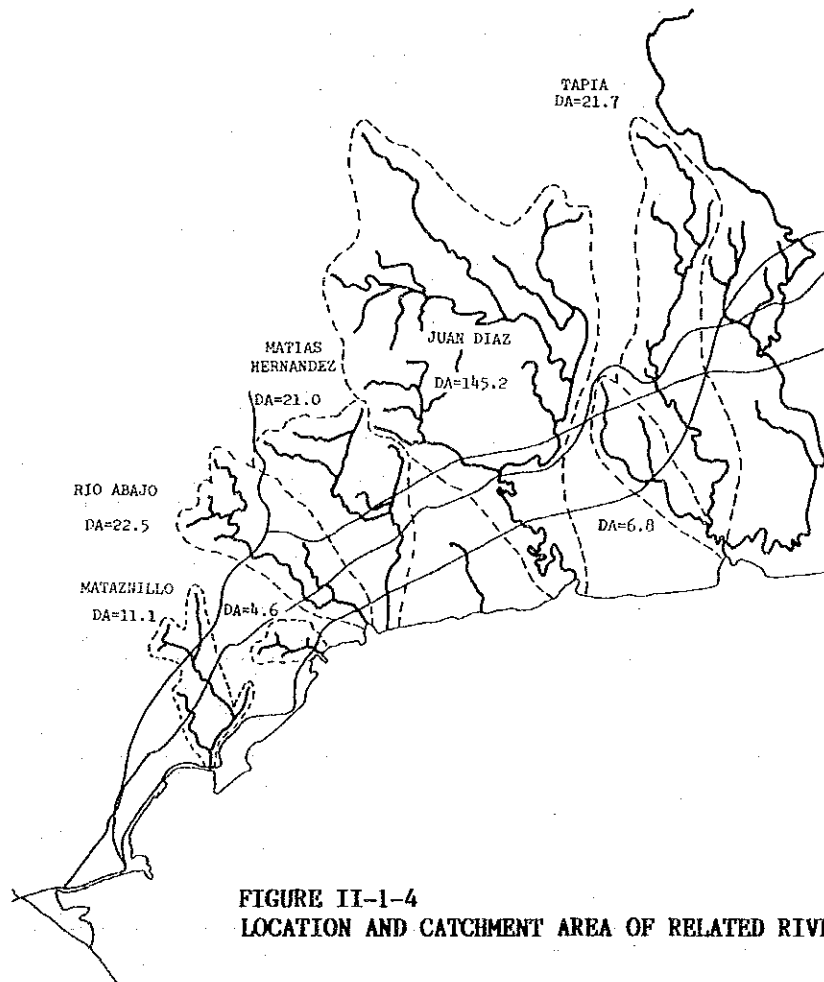 TAPIA
DA=21.7
JUAN DIAZ
DA=145.2
MATIAS
HERNANDEZ
DA=21.0
RIO ABAJO
DA=22.5
DA=6.8
MATAZNILLO
DA=11.1
DA=4.6
FIGURE II-1-4
LOCATION AND CATCHMENT AREA OF RELATED RIVE